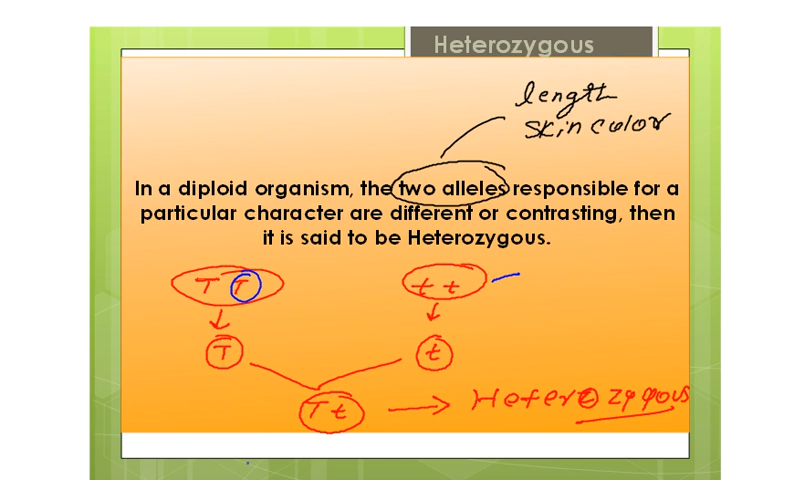 Heterozygous
length
skin color
In a diploid organism, the two alleles responsible for a
particular character are different or contrasting, then
it is said to be Heterozygous.
T T t t
T t
T t → Heterozygous